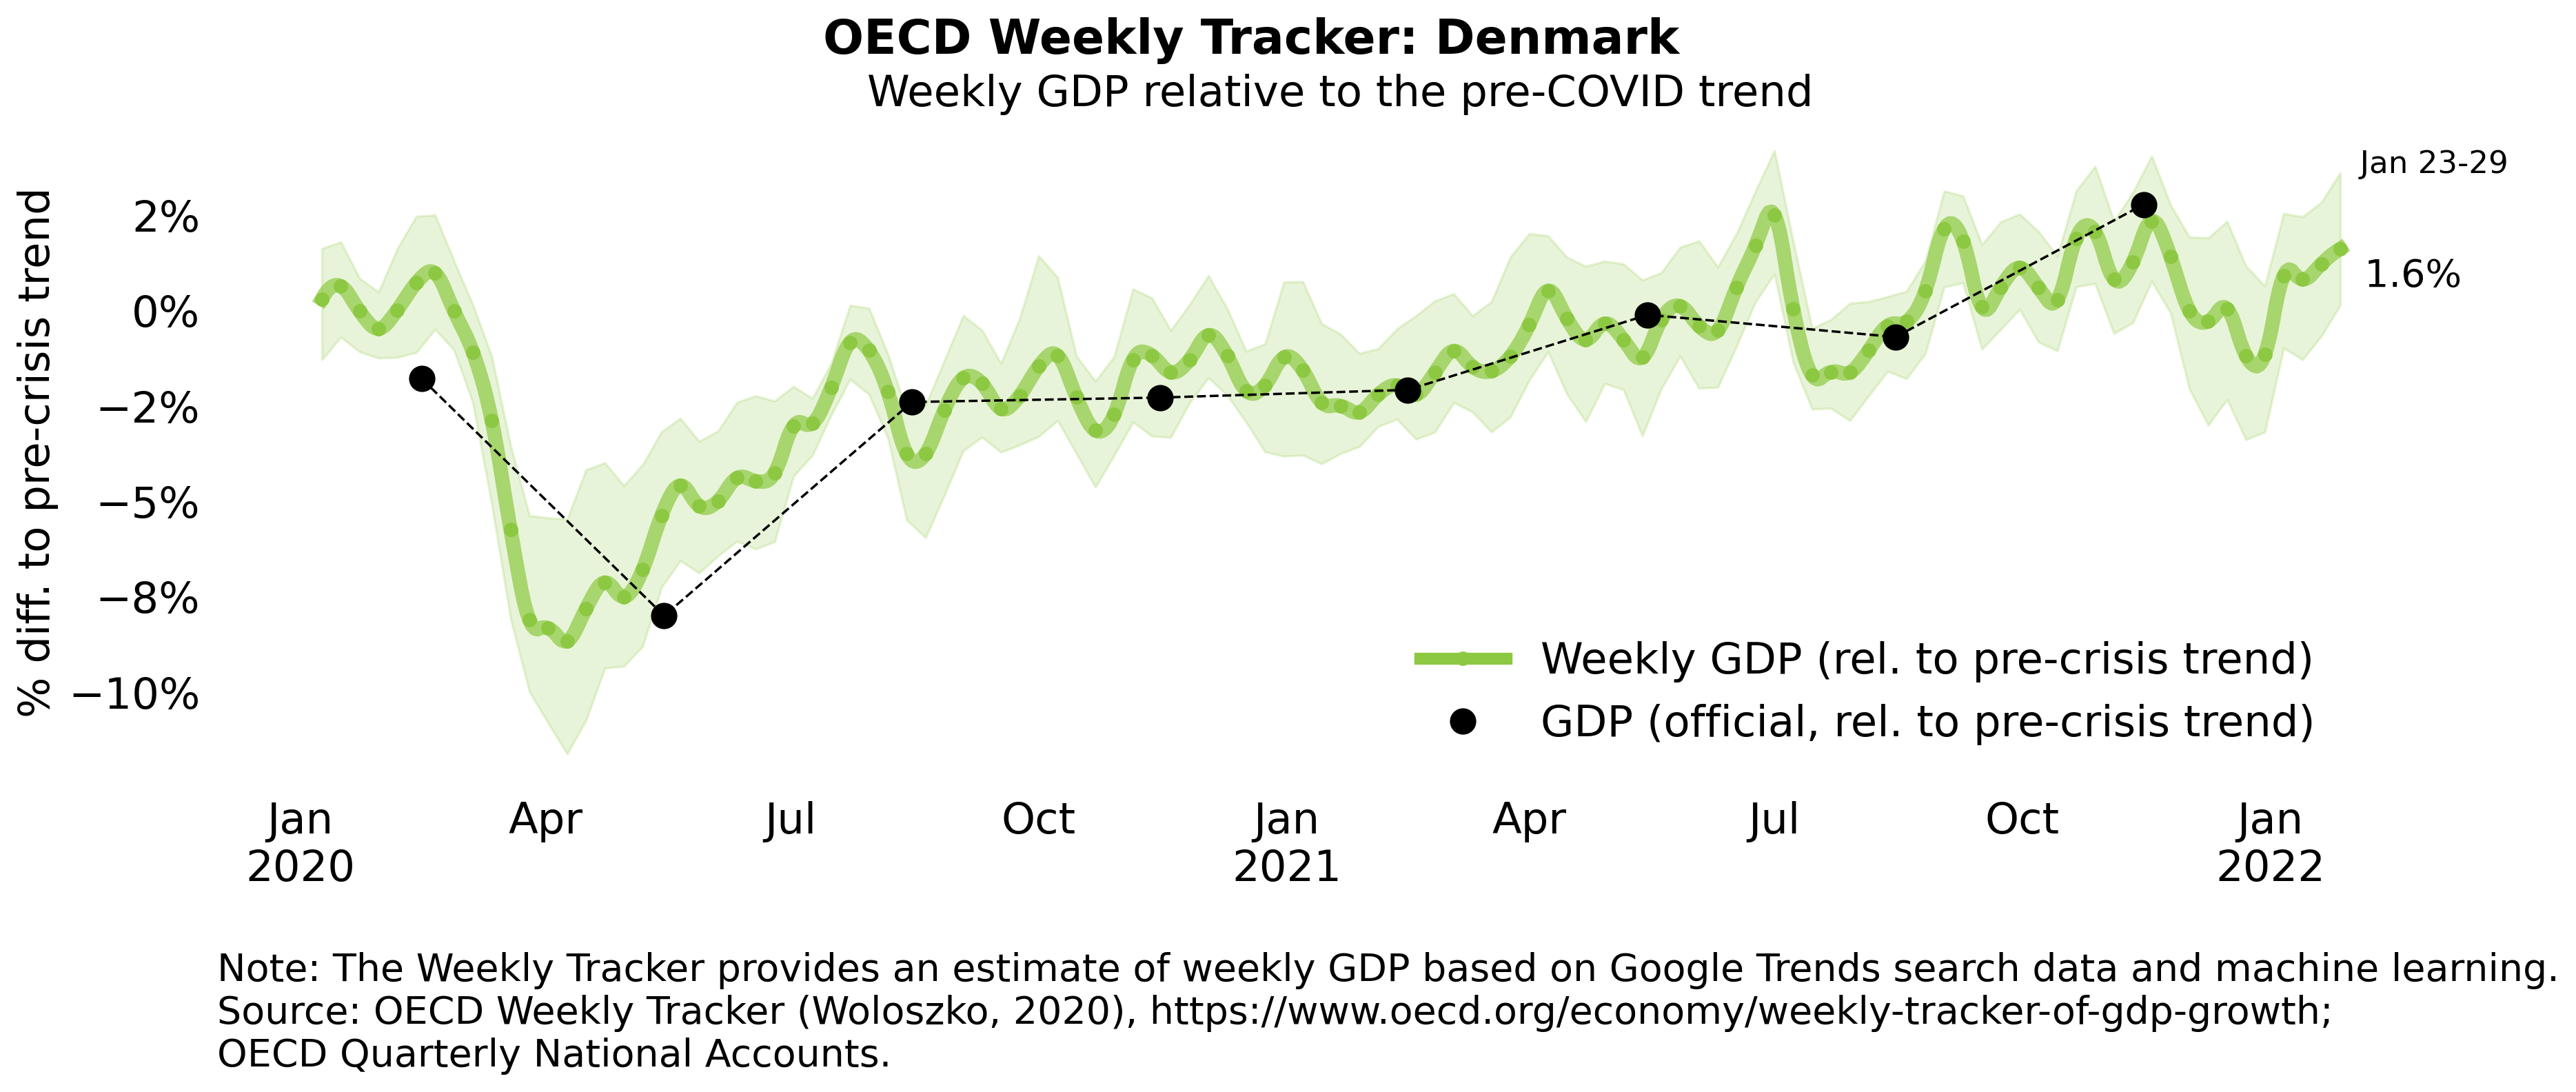 OECD Weekly Tracker: Denmark
Weekly GDP relative to the pre-COVID trend
% diff. to pre-crisis trend
2%
0%
−2%
−5%
−8%
−10%
Jan 23-29
1.6%
Weekly GDP (rel. to pre-crisis trend)
GDP (official, rel. to pre-crisis trend)
Jan Apr Jul Oct Jan Apr Jul Oct Jan
2020 2021 2022
Note: The Weekly Tracker provides an estimate of weekly GDP based on Google Trends search data and machine learning.
Source: OECD Weekly Tracker (Woloszko, 2020), https://www.oecd.org/economy/weekly-tracker-of-gdp-growth;
OECD Quarterly National Accounts.